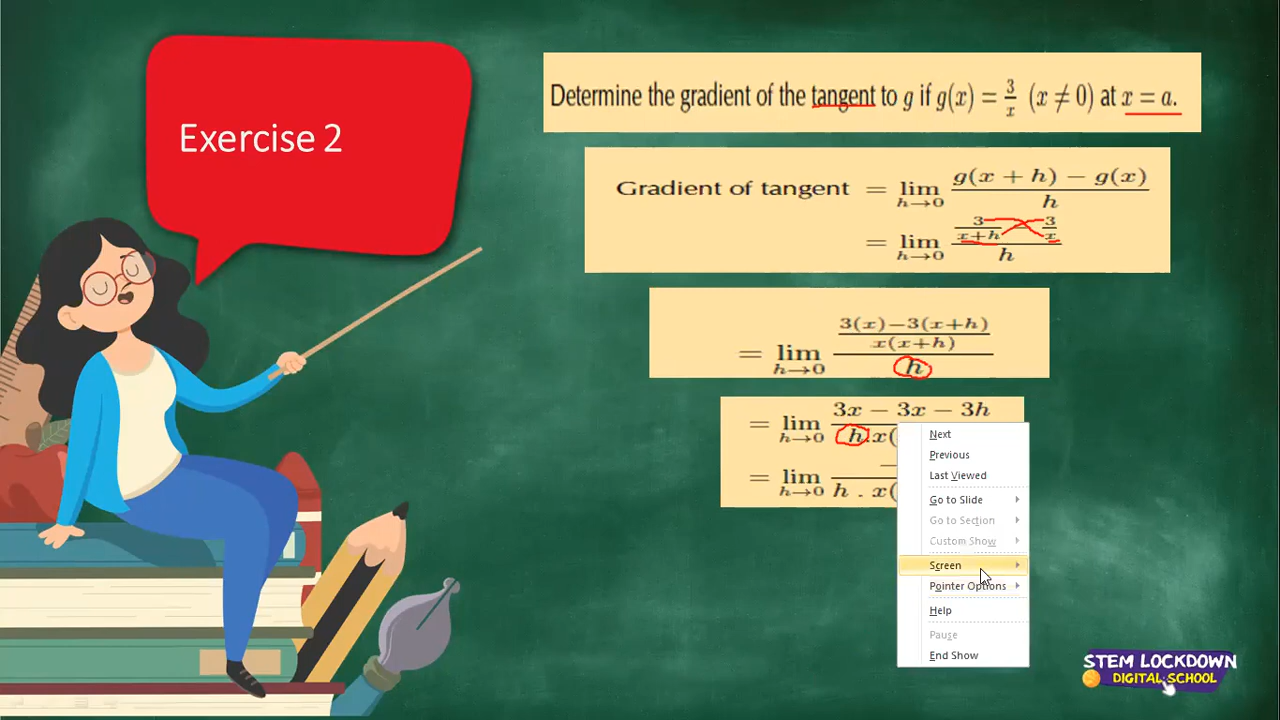 Exercise 2
Determine the gradient of the tangent to g if g(x) = 3/x (x ≠ 0) at x = a.
Gradient of tangent = lim h→0 g(x + h) − g(x) / h
= lim h→0 3/x+h − 3/x / h
= lim h→0 3(x)−3(x+h) / x(x+h) / h
= lim h→0 3x − 3x − 3h / h.x(
= lim h→0 − / h . x(
Next
Previous
Last Viewed
Go to Slide
Go to Section
Custom Show
Screen
Pointer Options
Help
Pause
End Show
STEM LOCKDOWN
DIGITAL SCHOOL